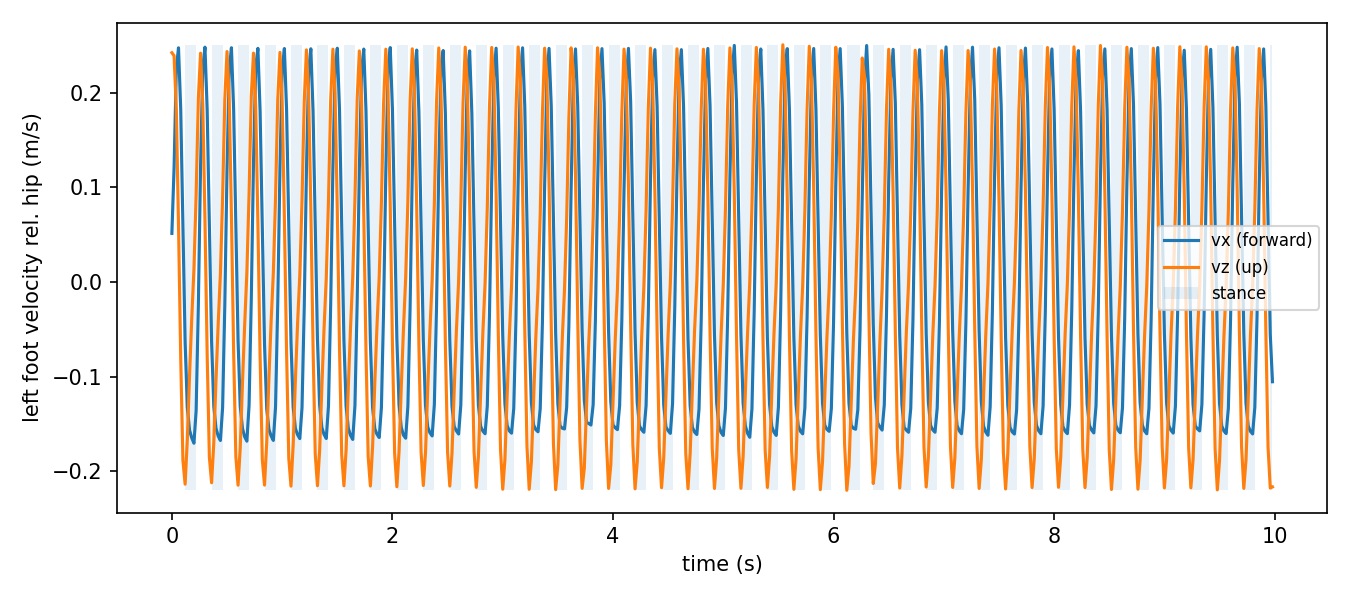 left foot velocity rel. hip (m/s)
0.2
0.1
0.0
−0.1
−0.2
vx (forward)
vz (up)
stance
0 2 4 6 8 10
time (s)